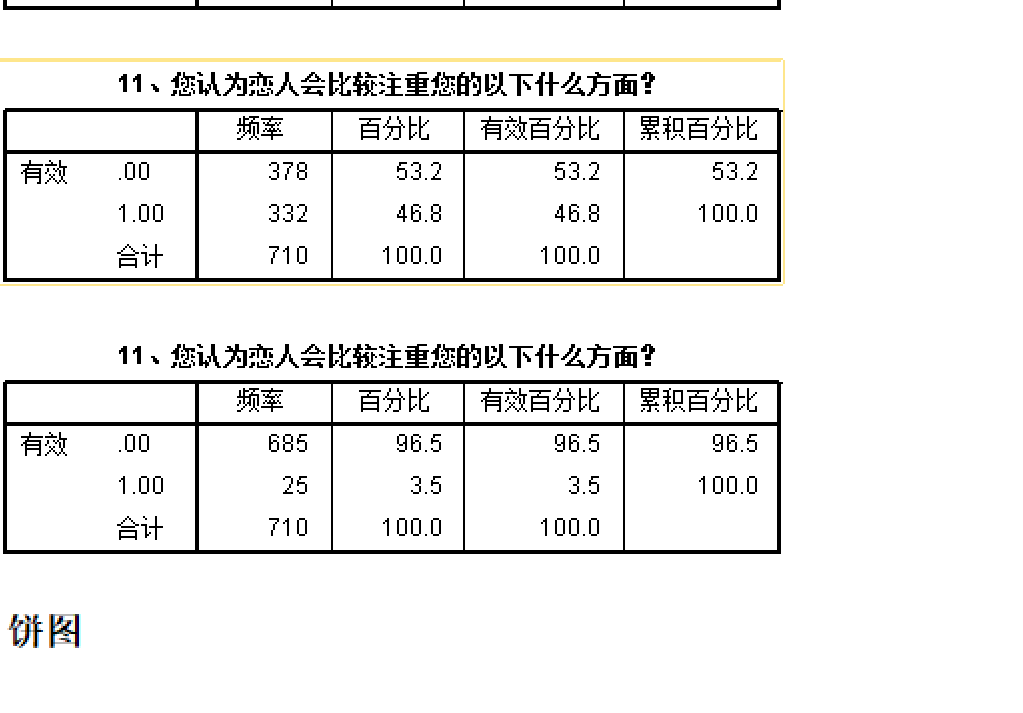 11、您认为恋人会比较注重您的以下什么方面？
频率 百分比 有效百分比 累积百分比
有效 .00 378 53.2 53.2 53.2
1.00 332 46.8 46.8 100.0
合计 710 100.0 100.0
11、您认为恋人会比较注重您的以下什么方面？
频率 百分比 有效百分比 累积百分比
有效 .00 685 96.5 96.5 96.5
1.00 25 3.5 3.5 100.0
合计 710 100.0 100.0
饼图